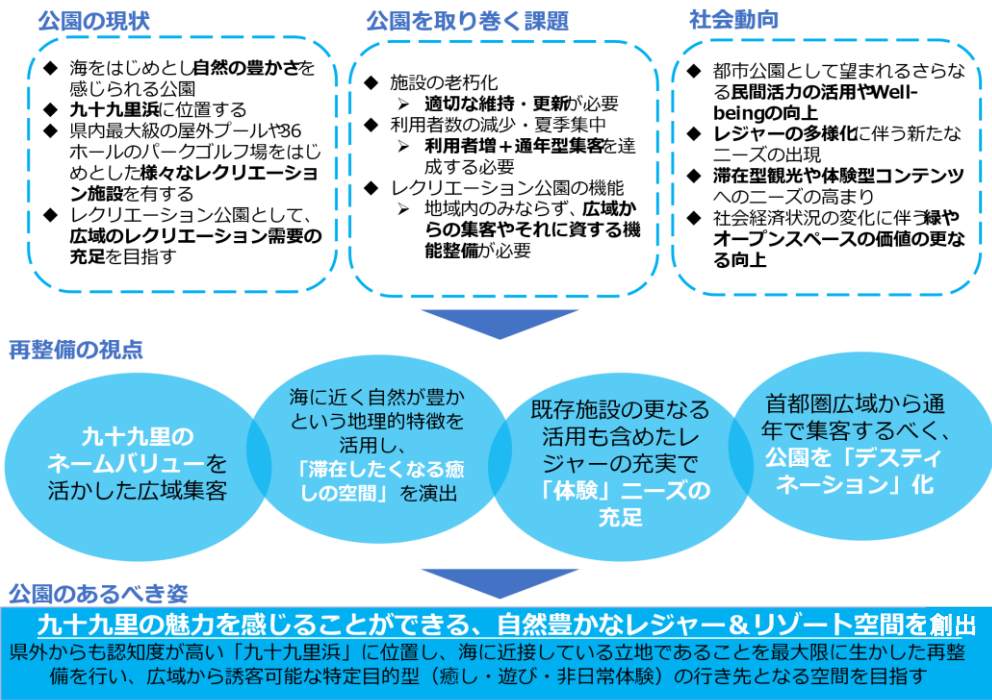 公園の現状
◆ 海をはじめとし自然の豊かさを
感じられる公園
◆ 九十九里浜に位置する
◆ 県内最大級の屋外プールや36
ホールのパークゴルフ場をはじ
めとした様々なレクリエーショ
ン施設を有する
◆ レクリエーション公園として、
広域のレクリエーション需要の
充足を目指す
公園を取り巻く課題
◆ 施設の老朽化
➢ 適切な維持・更新が必要
◆ 利用者数の減少・夏季集中
➢ 利用者増＋通年型集客を達
成する必要
◆ レクリエーション公園の機能
➢ 地域内のみならず、広域か
らの集客やそれに資する機
能整備が必要
社会動向
◆ 都市公園として望まれるさらな
る民間活力の活用やWell-
beingの向上
◆ レジャーの多様化に伴う新たな
ニーズの出現
◆ 滞在型観光や体験型コンテンツ
へのニーズの高まり
◆ 社会経済状況の変化に伴う緑や
オープンスペースの価値の更な
る向上
再整備の視点
九十九里の
ネームバリューを
活かした広域集客
海に近く自然が豊か
という地理的特徴を
活用し、
「滞在したくなる癒
しの空間」を演出
既存施設の更なる
活用も含めたレ
ジャーの充実で
「体験」ニーズの
充足
首都圏広域から通
年で集客するべく、
公園を「デスティ
ネーション」化
公園のあるべき姿
九十九里の魅力を感じることができる、自然豊かなレジャー＆リゾート空間を創出
県外からも認知度が高い「九十九里浜」に位置し、海に近接している立地であることを最大限に生かした再整
備を行い、広域から誘客可能な特定目的型（癒し・遊び・非日常体験）の行き先となる空間を目指す